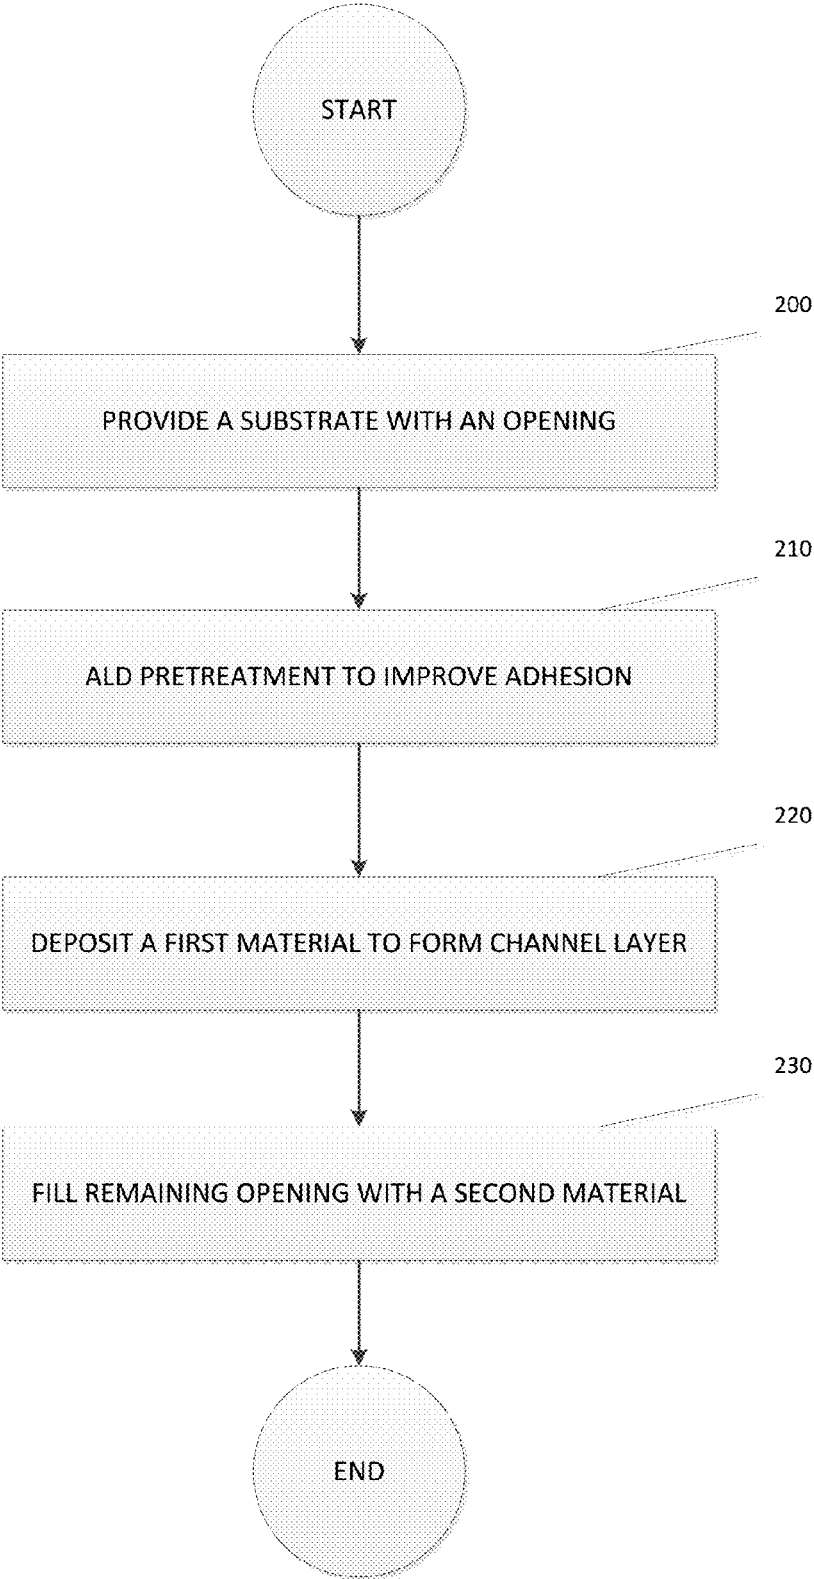 START
200
PROVIDE A SUBSTRATE WITH AN OPENING
210
ALD PRETREATMENT TO IMPROVE ADHESION
220
DEPOSIT A FIRST MATERIAL TO FORM CHANNEL LAYER
230
FILL REMAINING OPENING WITH A SECOND MATERIAL
END